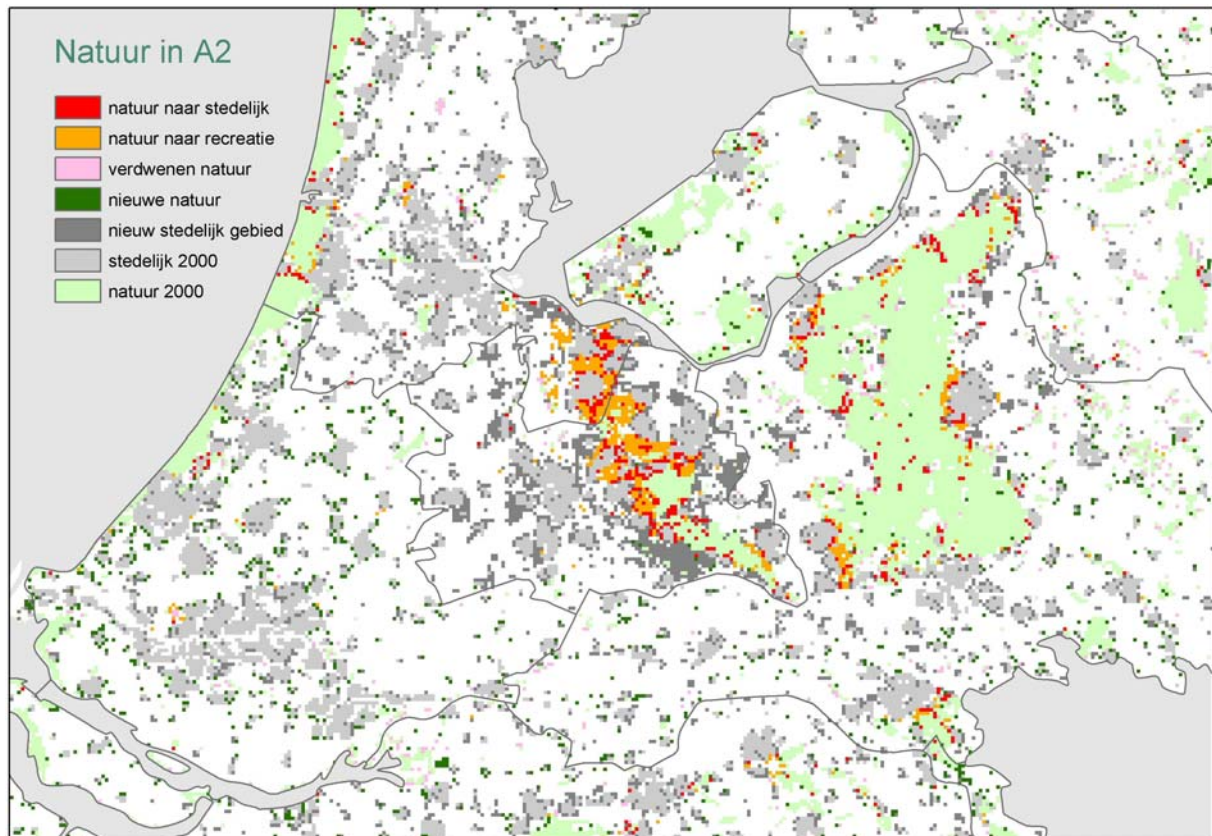 Natuur in A2
natuur naar stedelijk
natuur naar recreatie
verdwenen natuur
nieuwe natuur
nieuw stedelijk gebied
stedelijk 2000
natuur 2000